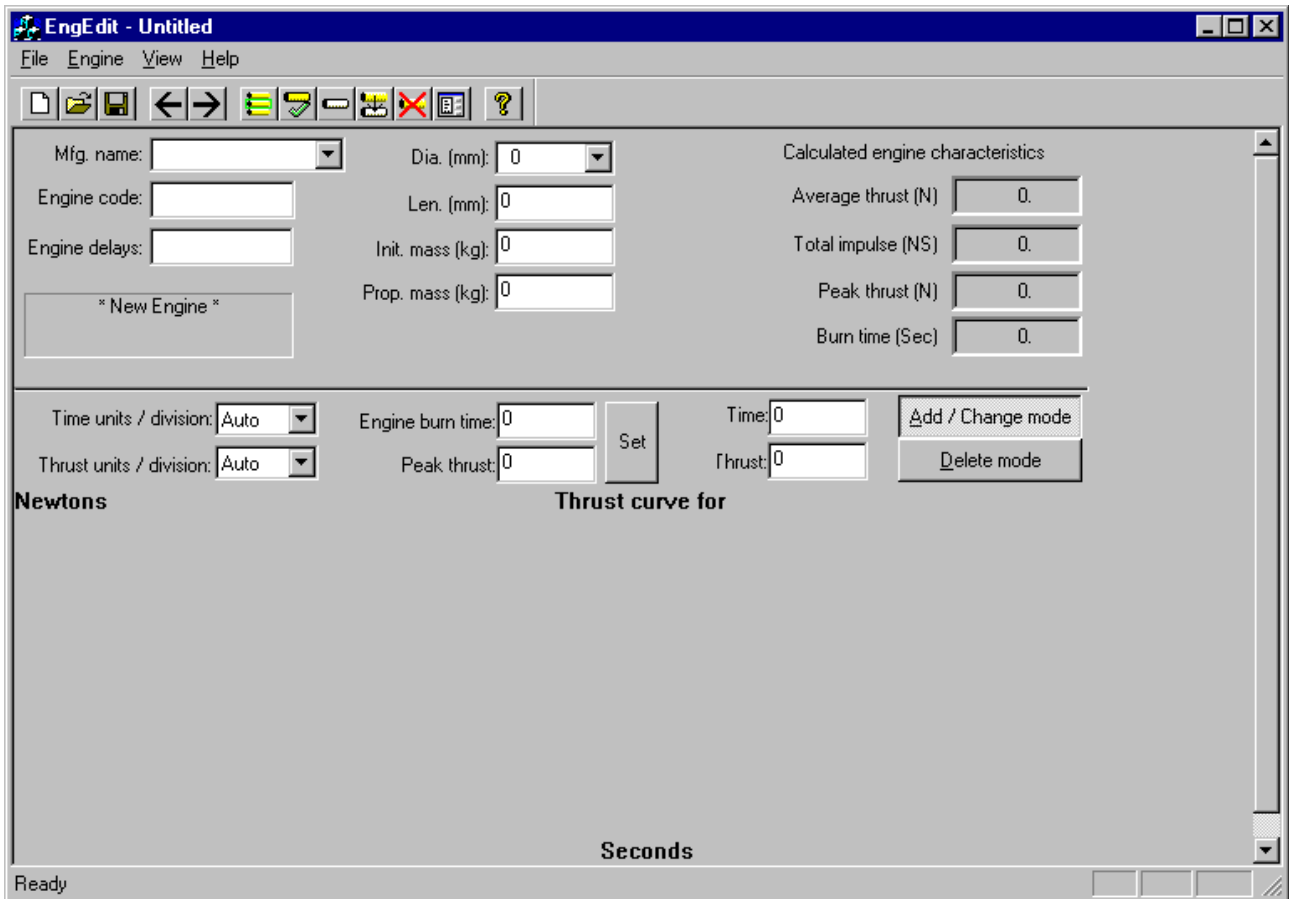 EngEdit - Untitled
File Engine View Help
Mfg. name:
Dia. (mm): 0
Calculated engine characteristics
Engine code:
Len. (mm): 0
Average thrust (N) 0.
Engine delays:
Init. mass (kg): 0
Total impulse (NS) 0.
* New Engine *
Prop. mass (kg): 0
Peak thrust (N) 0.
Burn time (Sec) 0.
Time units / division: Auto
Engine burn time: 0
Set
Time: 0
Add / Change mode
Thrust units / division: Auto
Peak thrust: 0
Thrust: 0
Delete mode
Newtons
Thrust curve for
Seconds
Ready